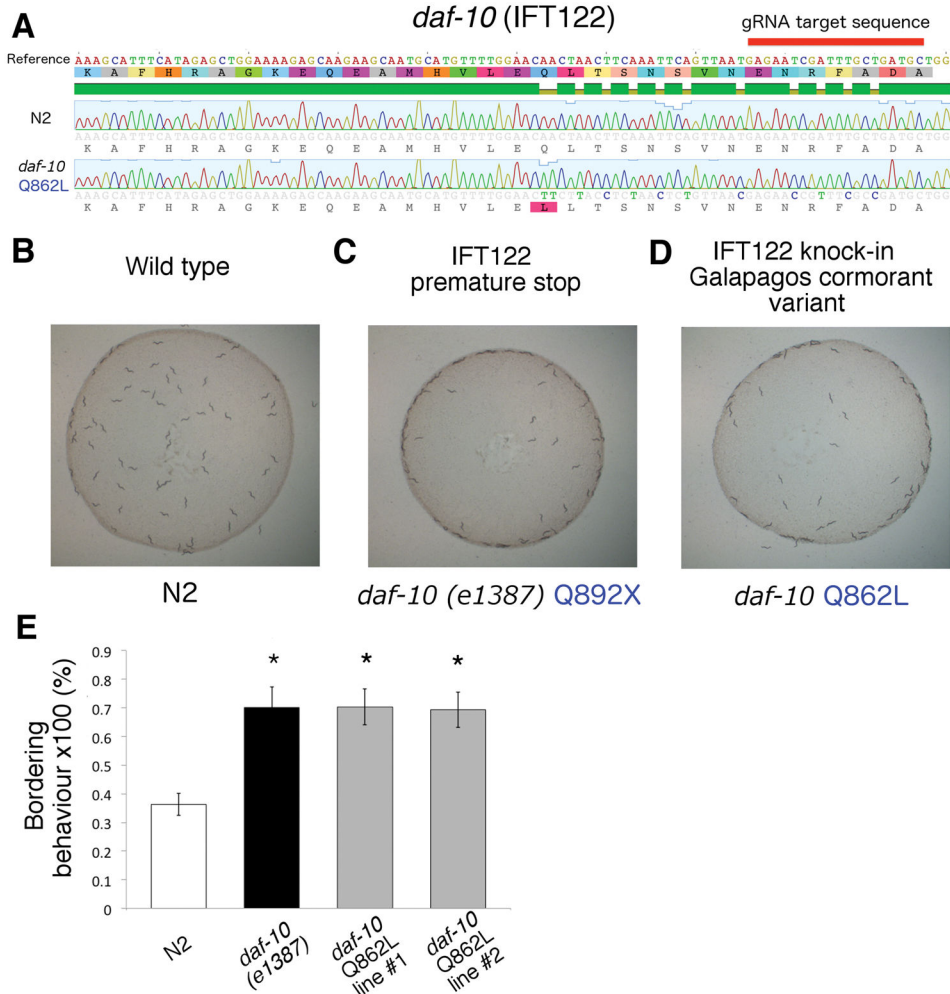 A
daf-10 (IFT122)
gRNA target sequence
Reference
AAAGCATTTCATAGAGCTGGAAAAGAGCAAGAAGCAATGCATGTTTTGGAACAACTAACTTCAAATTCAGTTAATGAGAATCGATTTGCTGATGCTGG
K A F H R A G K E Q E A M H V L E Q L T S N S V N E N R F A D A
N2
K A F H R A G K E Q E A M H V L E Q L T S N S V N E N R F A D A
daf-10
Q862L
K A F H R A G K E Q E A M H V L E L L T S N S V N E N R F A D A
B
Wild type
N2
C
IFT122
premature stop
daf-10 (e1387) Q892X
D
IFT122 knock-in
Galapagos cormorant
variant
daf-10 Q862L
E
Bordering
behaviour x100 (%)
0.9
0.8
0.7
0.6
0.5
0.4
0.3
0.2
0.1
0
*
*
*
N2
daf-10
(e1387)
daf-10
Q862L
line #1
daf-10
Q862L
line #2